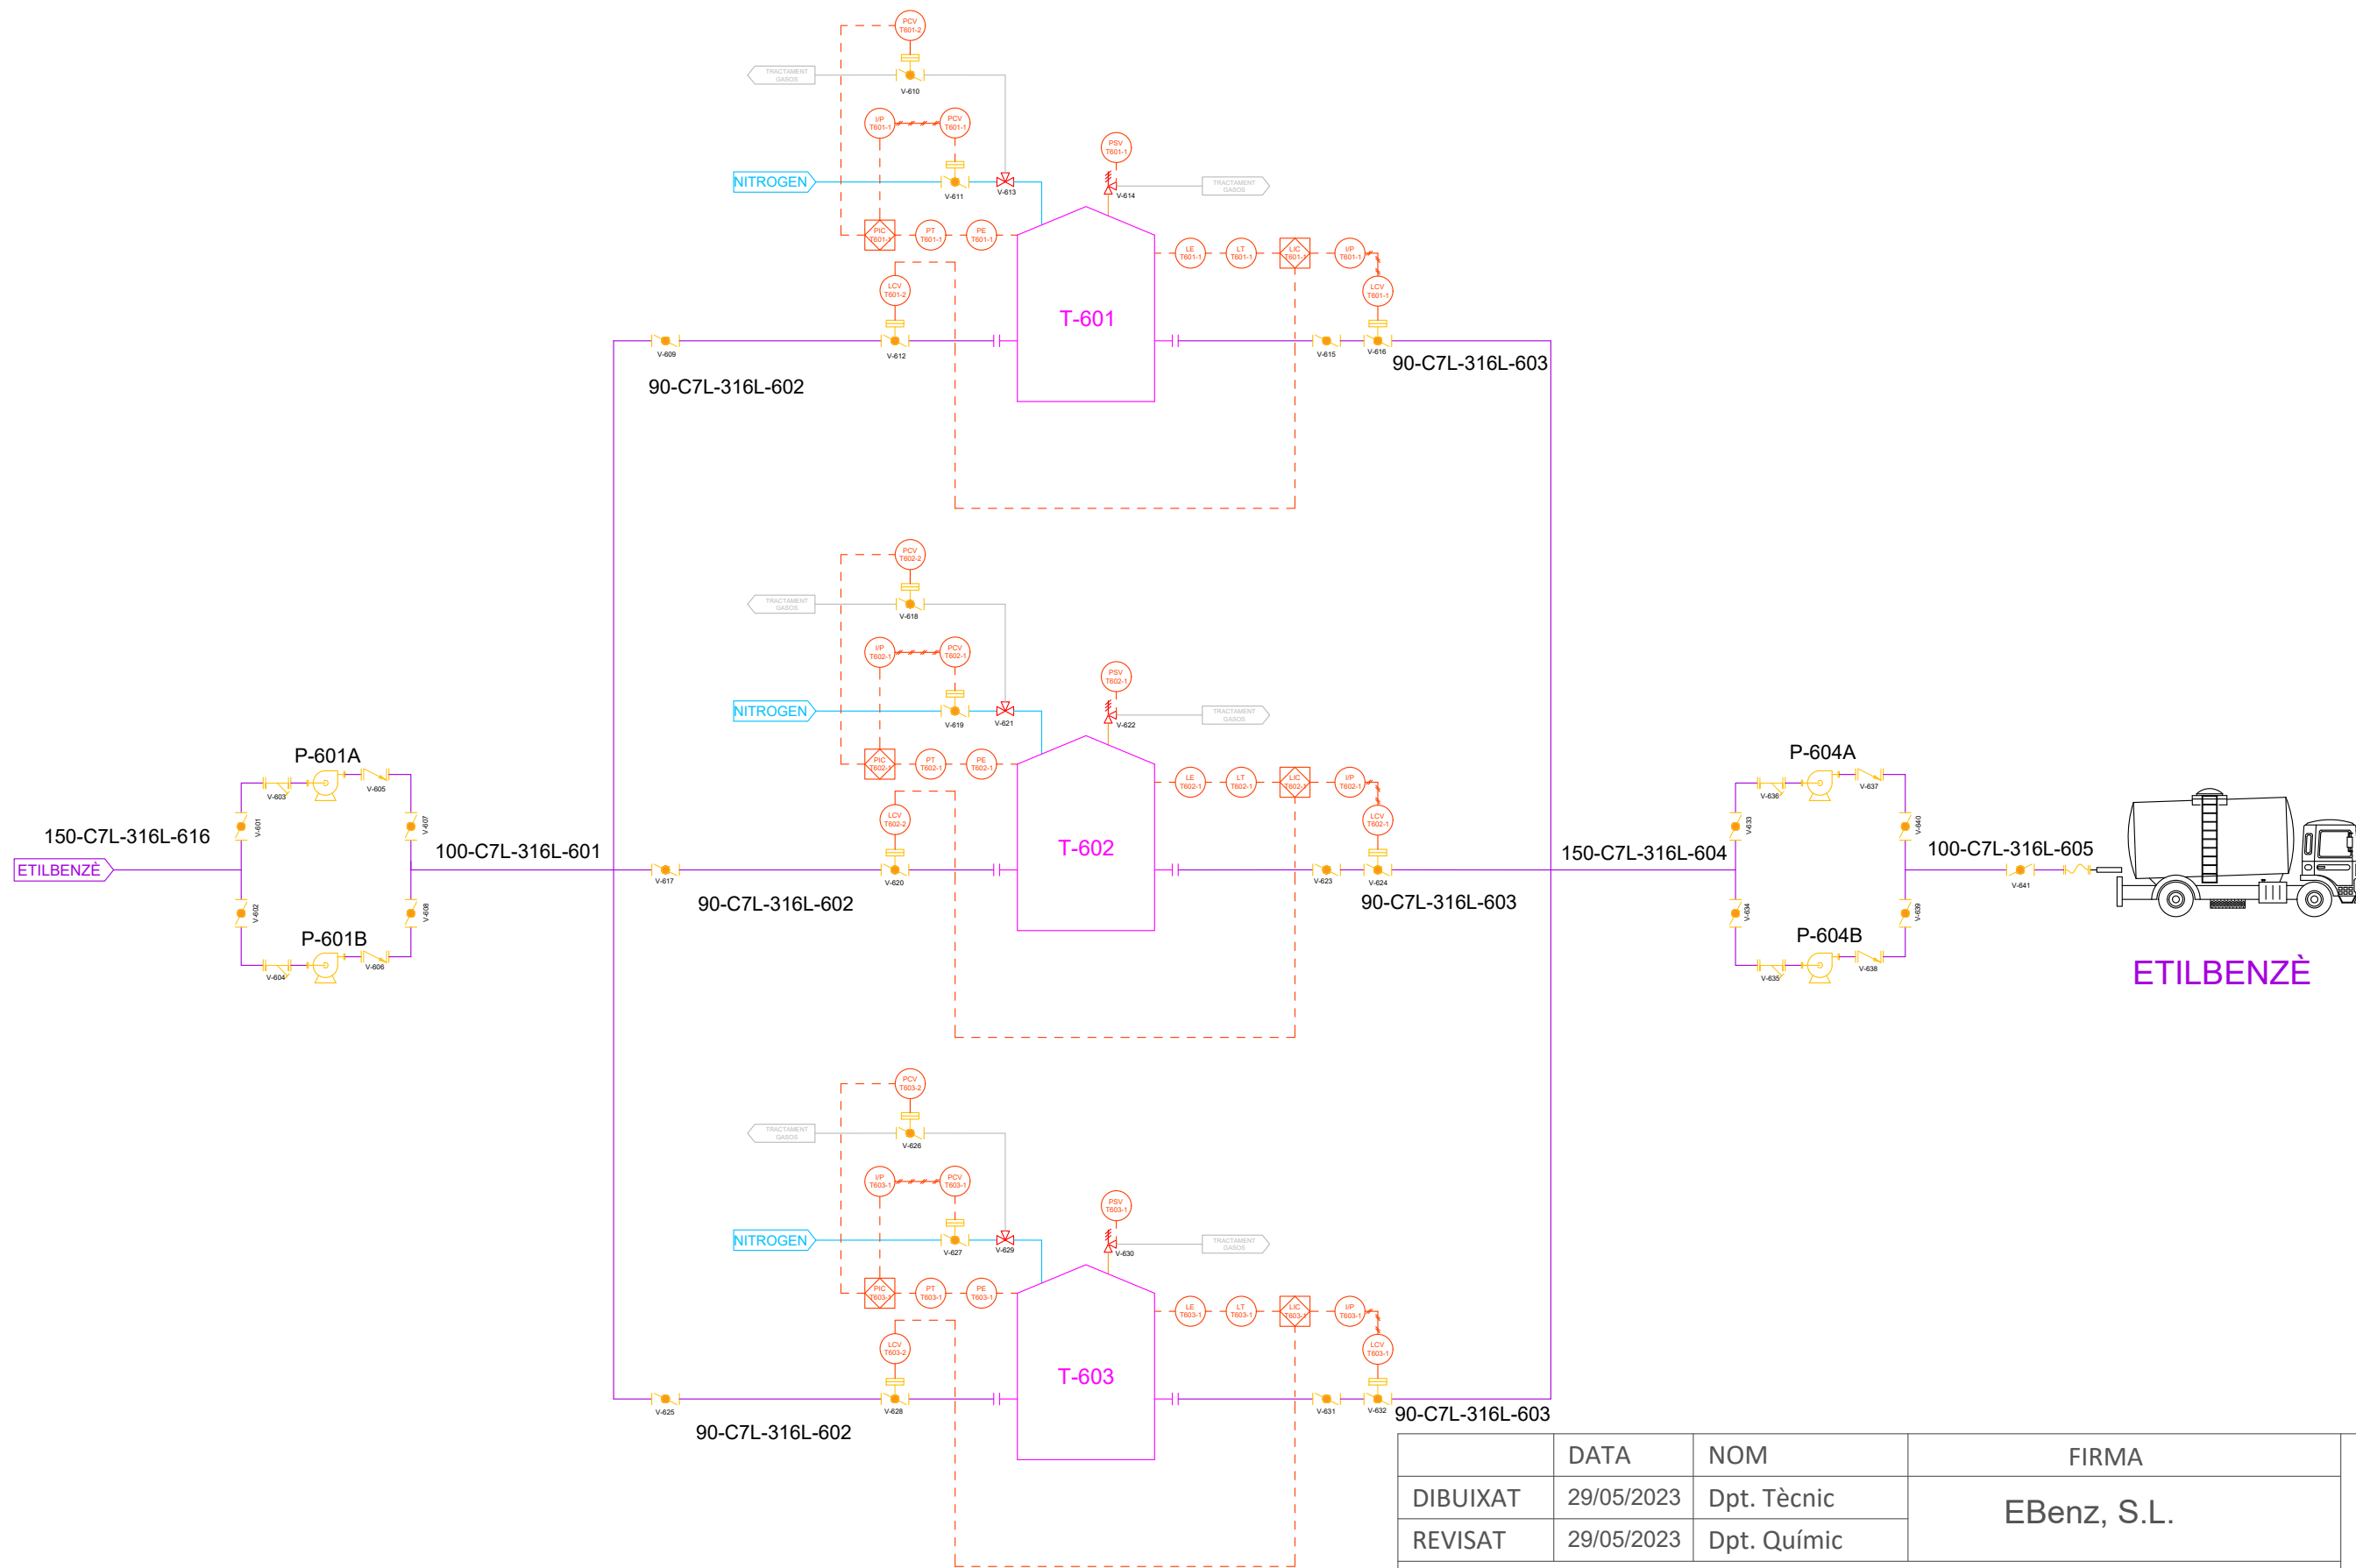 PCV
T601-2
TRACTAMENT
GASOS
V-610
I/P
T601-1
PCV
T601-1
PSV
T601-1
NITROGEN
V-611
V-613
V-614
TRACTAMENT
GASOS
PIC
T601-1
PT
T601-1
PE
T601-1
LE
T601-1
LT
T601-1
LIC
T601-1
I/P
T601-1
LCV
T601-2
LCV
T601-1
T-601
V-609
V-612
V-615
V-616
90-C7L-316L-602
90-C7L-316L-603
PCV
T602-2
TRACTAMENT
GASOS
V-618
I/P
T602-1
PCV
T602-1
PSV
T602-1
NITROGEN
V-619
V-621
V-622
TRACTAMENT
GASOS
PIC
T602-1
PT
T602-1
PE
T602-1
LE
T602-1
LT
T602-1
LIC
T602-1
I/P
T602-1
LCV
T602-2
LCV
T602-1
T-602
V-617
V-620
V-623
V-624
90-C7L-316L-602
90-C7L-316L-603
P-601A
V-603
V-605
V-601
V-607
150-C7L-316L-616
ETILBENZÈ
100-C7L-316L-601
V-602
V-608
P-601B
V-604
V-606
P-604A
V-636
V-637
V-633
V-640
150-C7L-316L-604
100-C7L-316L-605
V-641
V-634
V-639
P-604B
V-635
V-638
ETILBENZÈ
PCV
T603-2
TRACTAMENT
GASOS
V-626
I/P
T603-1
PCV
T603-1
PSV
T603-1
NITROGEN
V-627
V-629
V-630
TRACTAMENT
GASOS
PIC
T603-1
PT
T603-1
PE
T603-1
LE
T603-1
LT
T603-1
LIC
T603-1
I/P
T603-1
LCV
T603-2
LCV
T603-1
T-603
V-625
V-628
V-631
V-632
90-C7L-316L-602
90-C7L-316L-603
DATA NOM FIRMA
DIBUIXAT 29/05/2023 Dpt. Tècnic
EBenz, S.L.
REVISAT 29/05/2023 Dpt. Químic